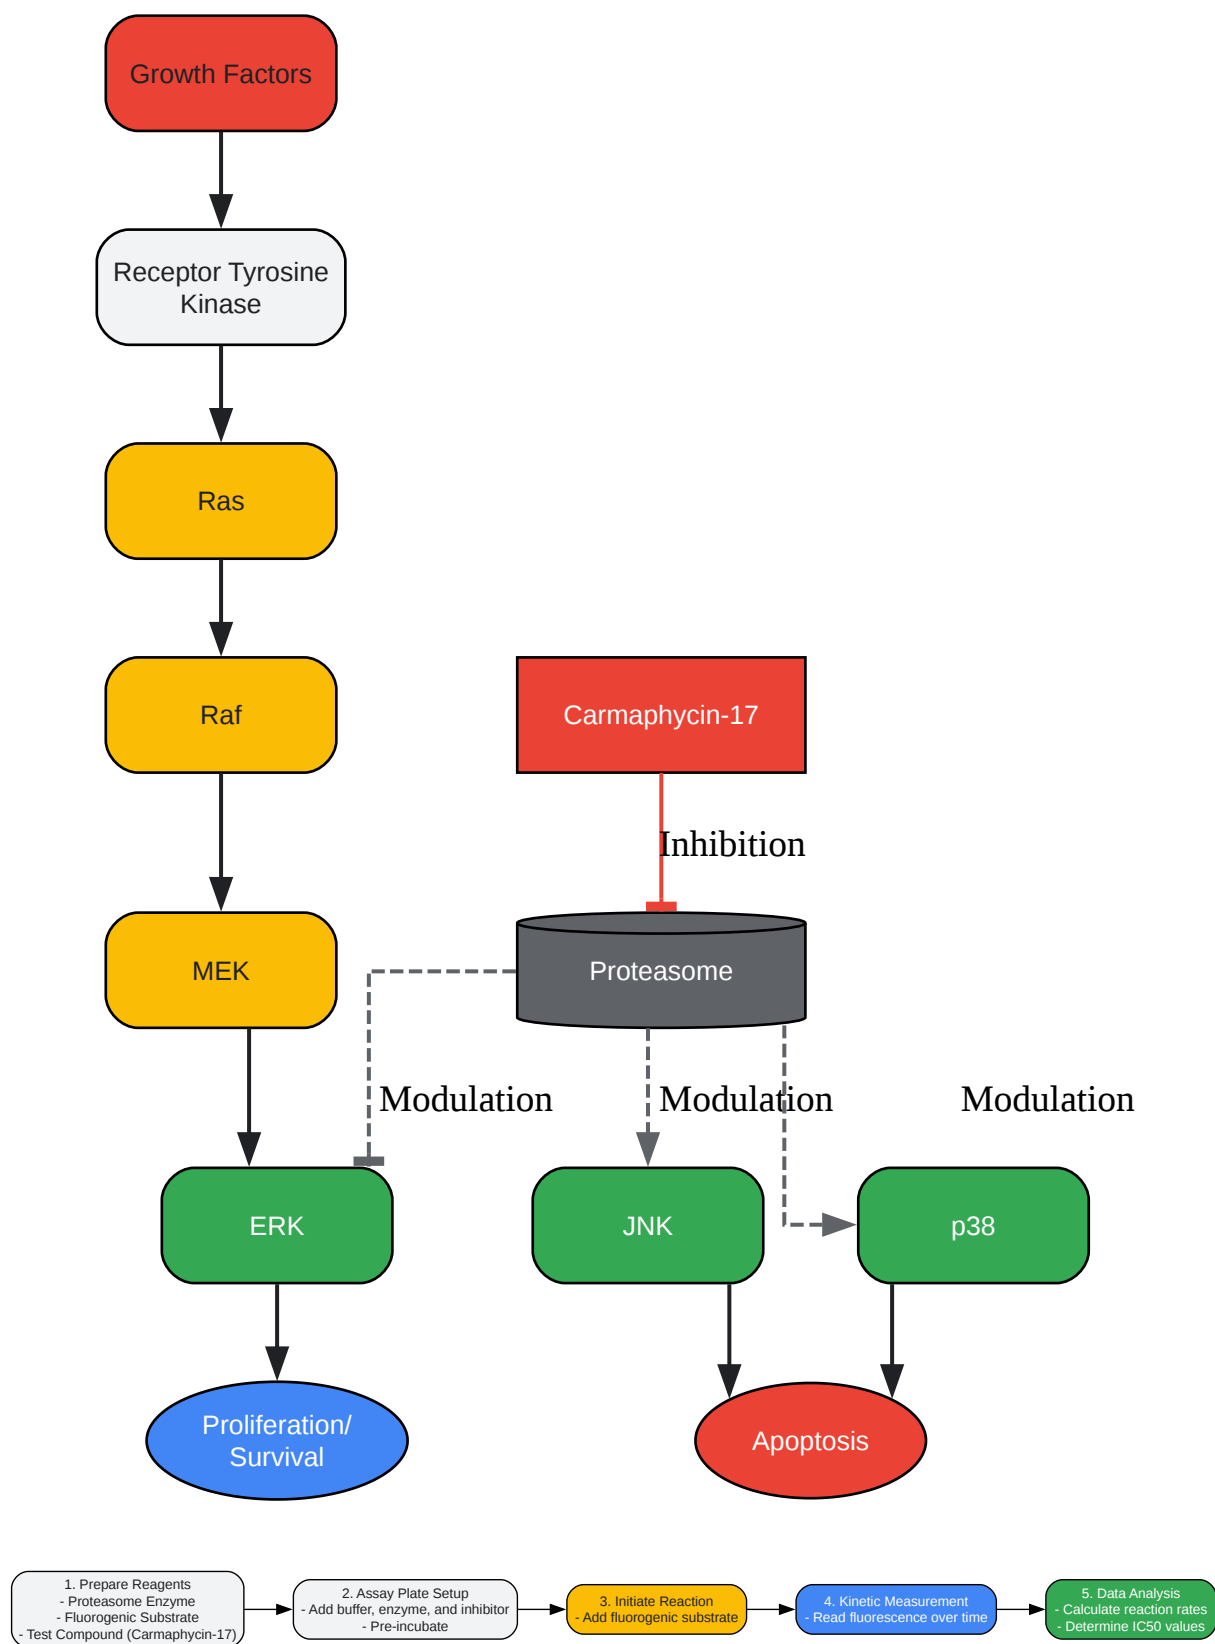 Growth Factors
Receptor Tyrosine
Kinase
Ras
Raf
Carmaphycin-17
Inhibition
MEK
Proteasome
Modulation
Modulation
Modulation
ERK
JNK
p38
Proliferation/
Survival
Apoptosis
1. Prepare Reagents
- Proteasome Enzyme
- Fluorogenic Substrate
- Test Compound (Carmaphycin-17)
2. Assay Plate Setup
- Add buffer, enzyme, and inhibitor
- Pre-incubate
3. Initiate Reaction
- Add fluorogenic substrate
4. Kinetic Measurement
- Read fluorescence over time
5. Data Analysis
- Calculate reaction rates
- Determine IC50 values